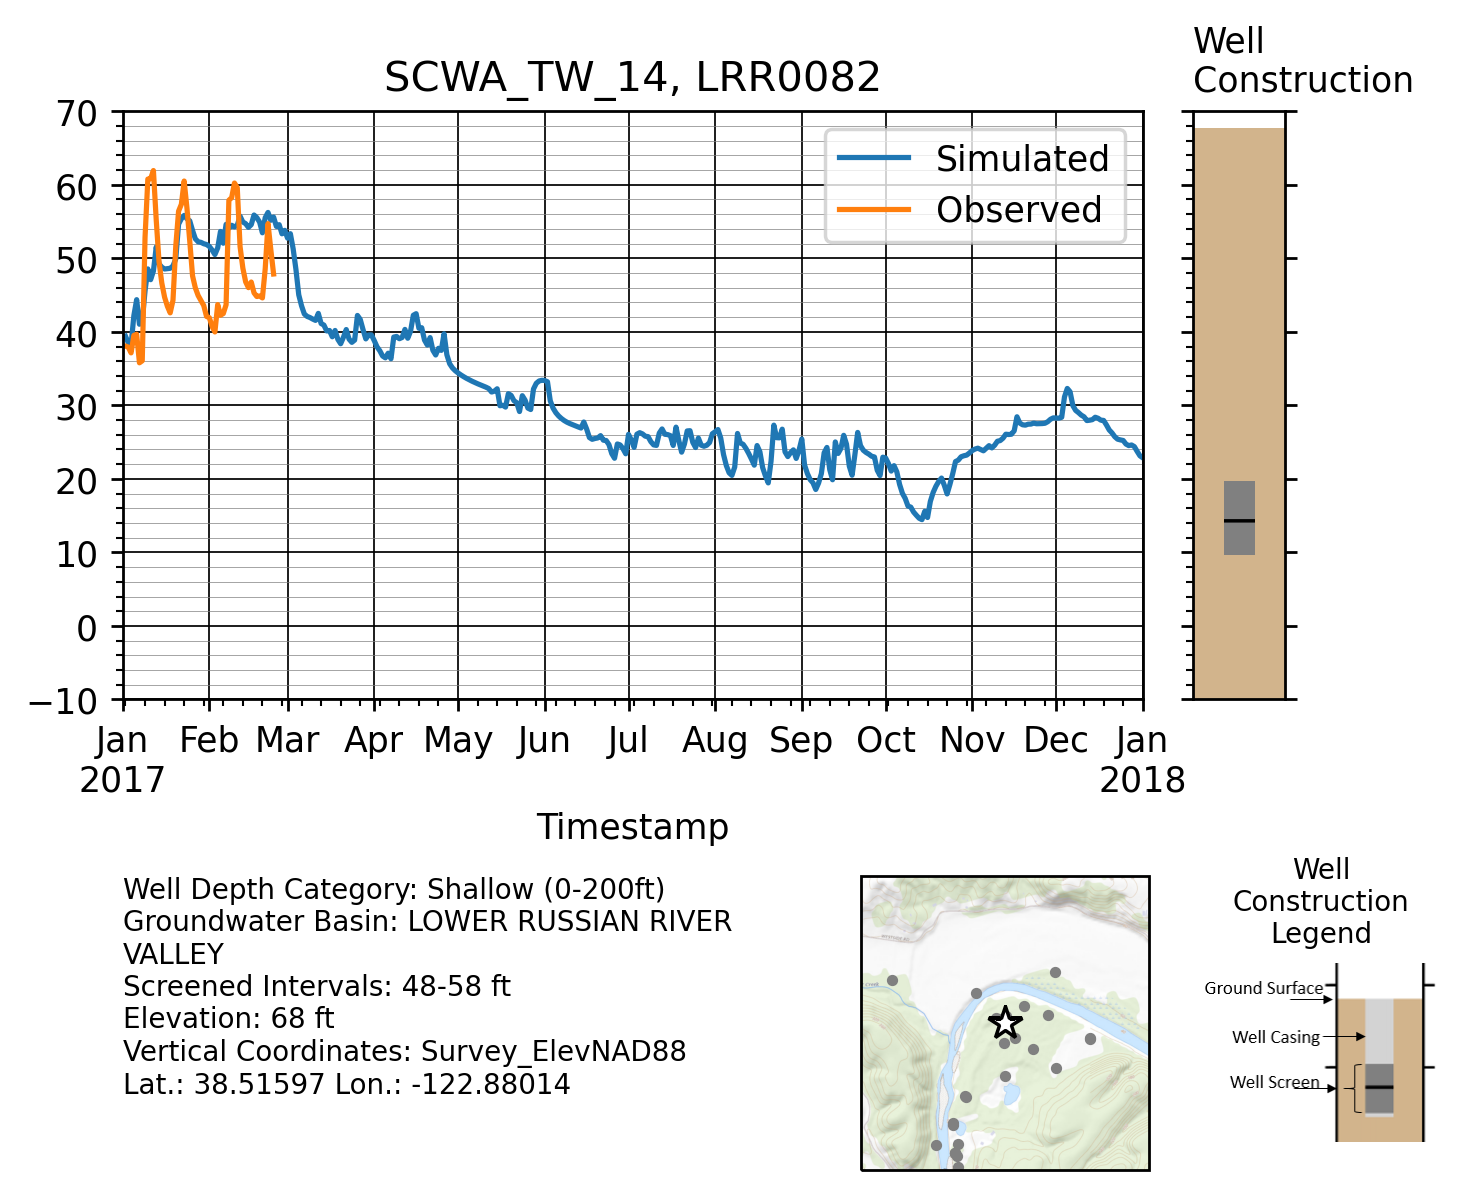 Well
Construction
SCWA_TW_14, LRR0082
Simulated
Observed
70
60
50
40
30
20
10
0
−10
Jan Feb Mar Apr May Jun Jul Aug Sep Oct Nov Dec Jan
2017 2018
Timestamp
Well Depth Category: Shallow (0-200ft)
Groundwater Basin: LOWER RUSSIAN RIVER
VALLEY
Screened Intervals: 48-58 ft
Elevation: 68 ft
Vertical Coordinates: Survey_ElevNAD88
Lat.: 38.51597 Lon.: -122.88014
Well
Construction
Legend
Ground Surface
Well Casing
Well Screen